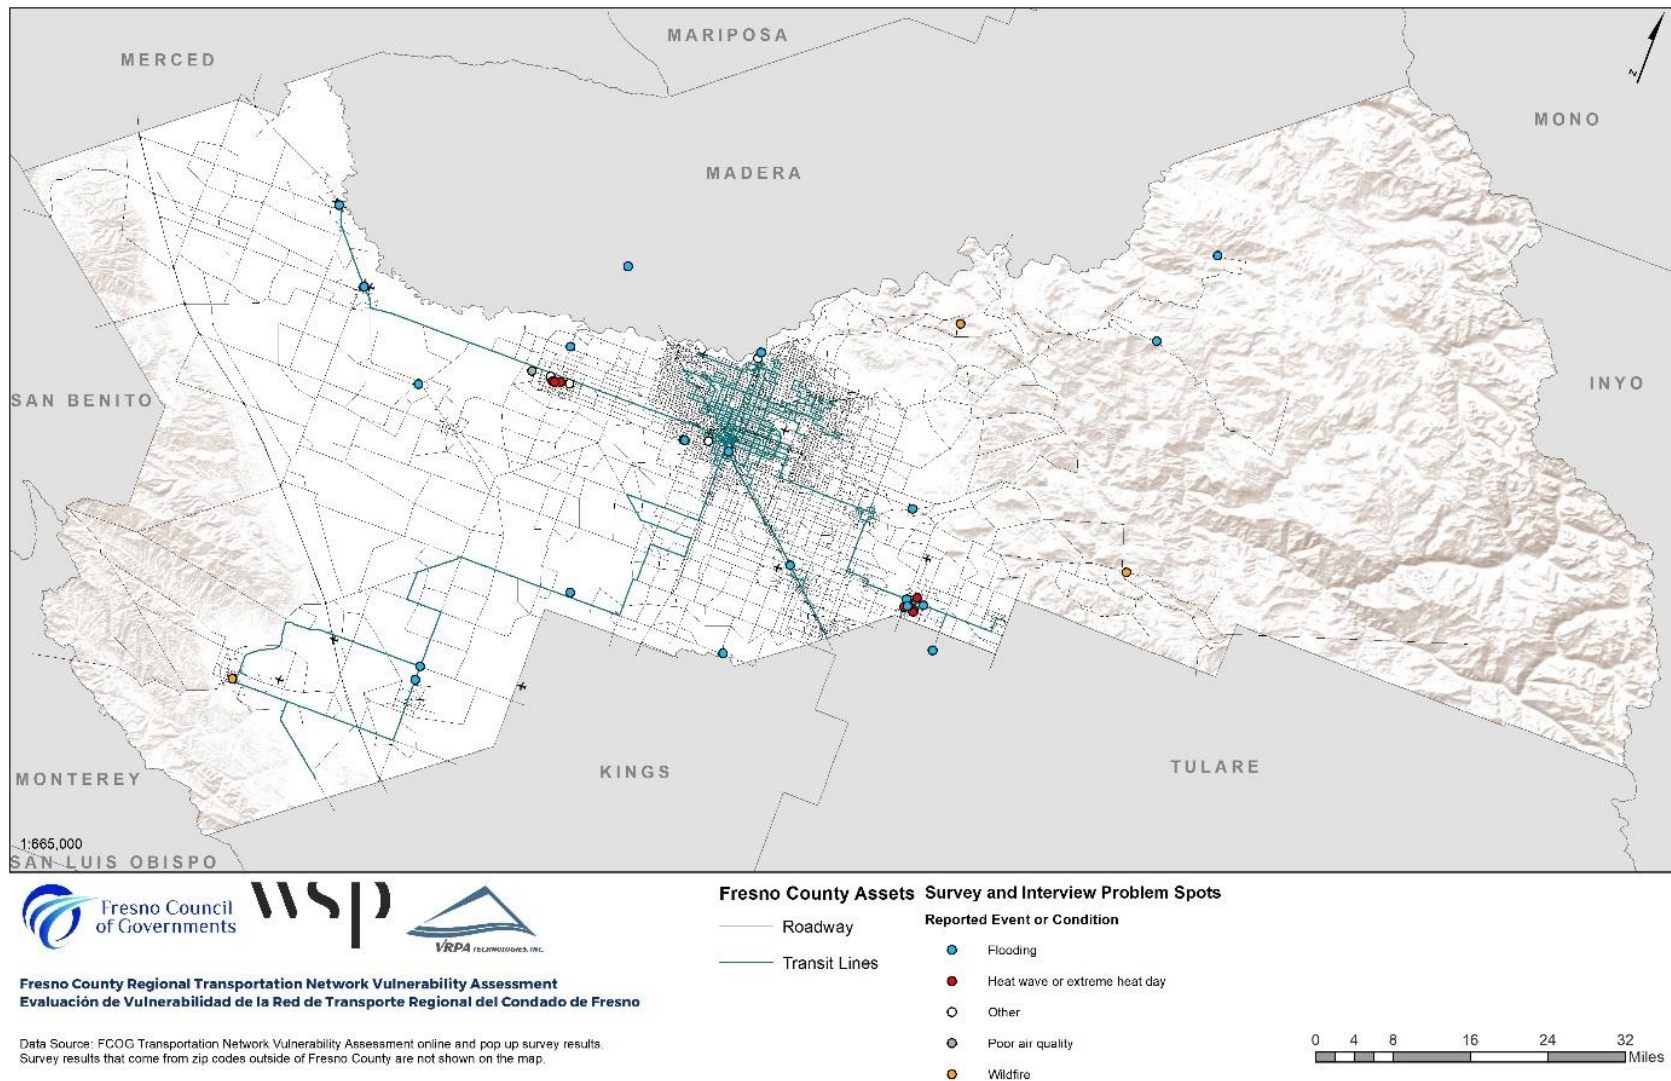 MARIPOSA
MERCED
MONO
MADERA
SAN BENITO
INYO
MONTEREY
KINGS
TULARE
1:665,000
SAN LUIS OBISPO
N
Fresno Council
of Governments
wsp
VRPA TECHNOLOGIES, INC.
Fresno County Regional Transportation Network Vulnerability Assessment
Evaluación de Vulnerabilidad de la Red de Transporte Regional del Condado de Fresno
Data Source: FCOG Transportation Network Vulnerability Assessment online and pop up survey results.
Survey results that come from zip codes outside of Fresno County are not shown on the map.
Fresno County Assets
Roadway
Transit Lines
Survey and Interview Problem Spots
Reported Event or Condition
Flooding
Heat wave or extreme heat day
Other
Poor air quality
Wildfire
0 4 8 16 24 32
Miles